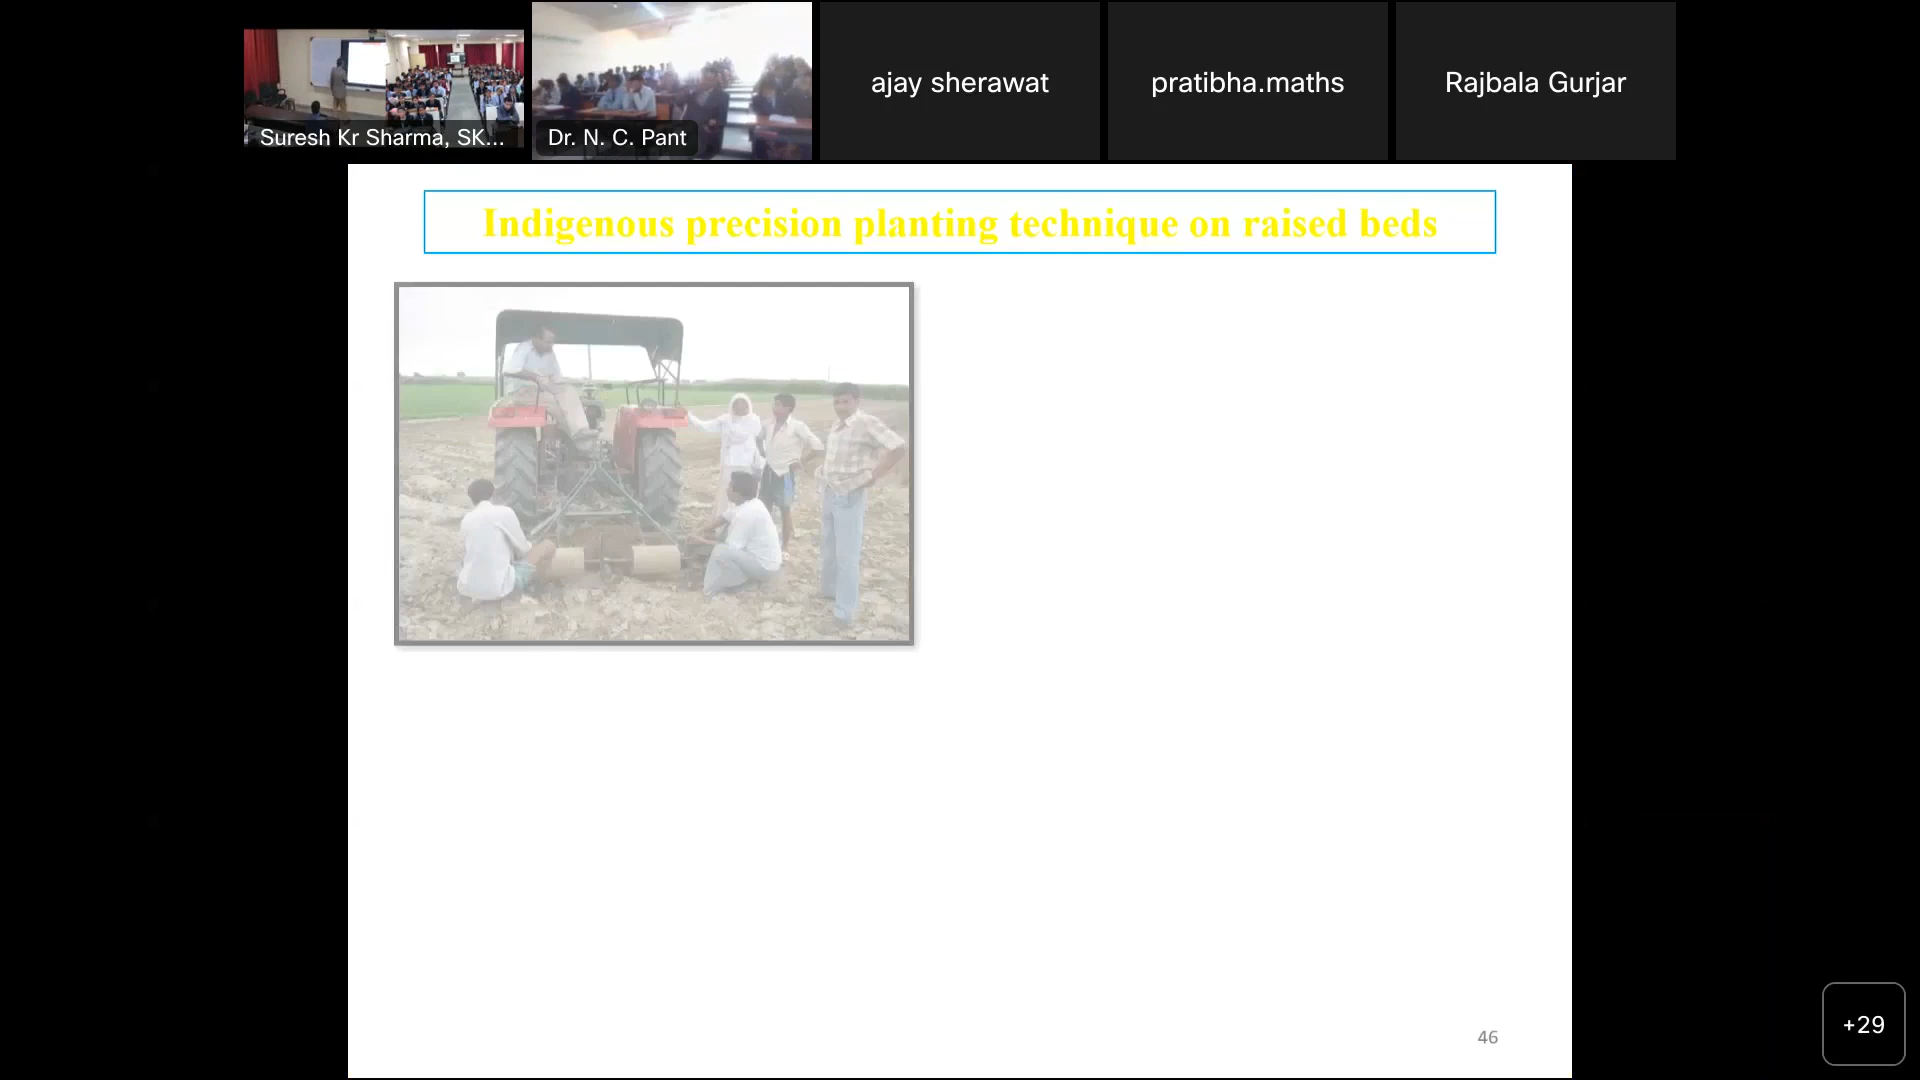 Suresh Kr Sharma, SK...
Dr. N. C. Pant
ajay sherawat
pratibha.maths
Rajbala Gurjar
Indigenous precision planting technique on raised beds
46
+29